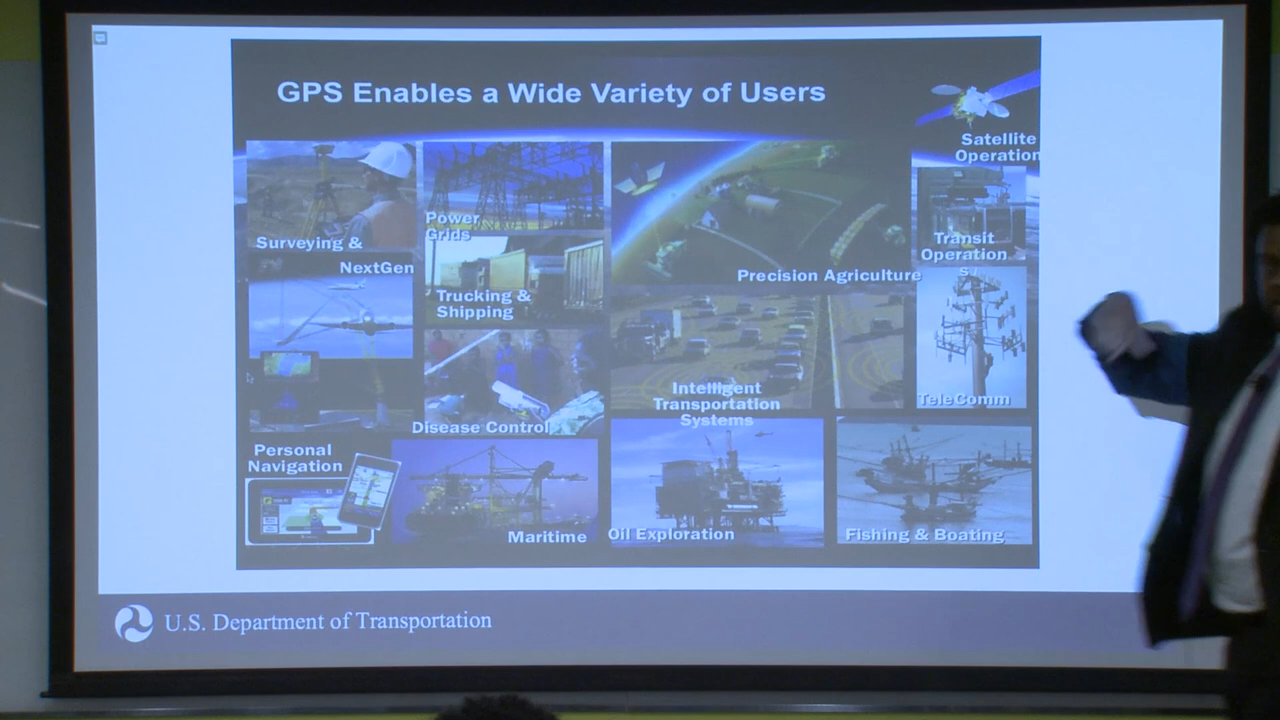 GPS Enables a Wide Variety of Users
Satellite
Operation
Surveying &
Power
Grids
Transit
Operation
s
NextGen
Precision Agriculture
Trucking &
Shipping
Intelligent
Transportation
Systems
TeleComm
Disease Control
Personal
Navigation
Maritime
Oil Exploration
Fishing & Boating
U.S. Department of Transportation